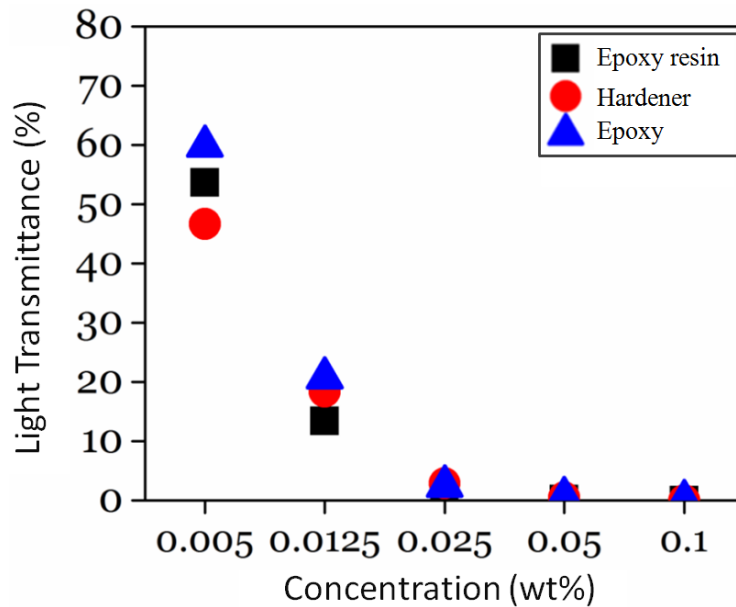 80
70
60
50
40
30
20
10
0
Light Transmittance (%)
Epoxy resin
Hardener
Epoxy
0.005 0.0125 0.025 0.05 0.1
Concentration (wt%)